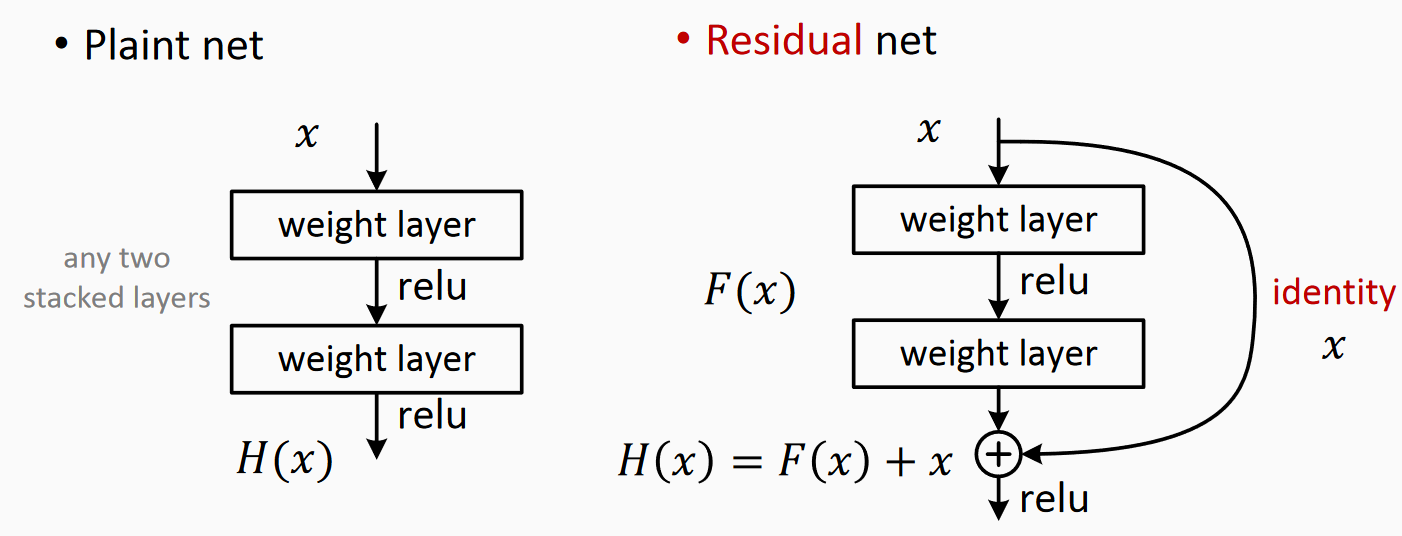 • Plaint net
x
weight layer
any two
stacked layers
relu
weight layer
relu
H(x)
• Residual net
x
weight layer
F(x)
relu
identity
x
weight layer
H(x) = F(x) + x
+
relu